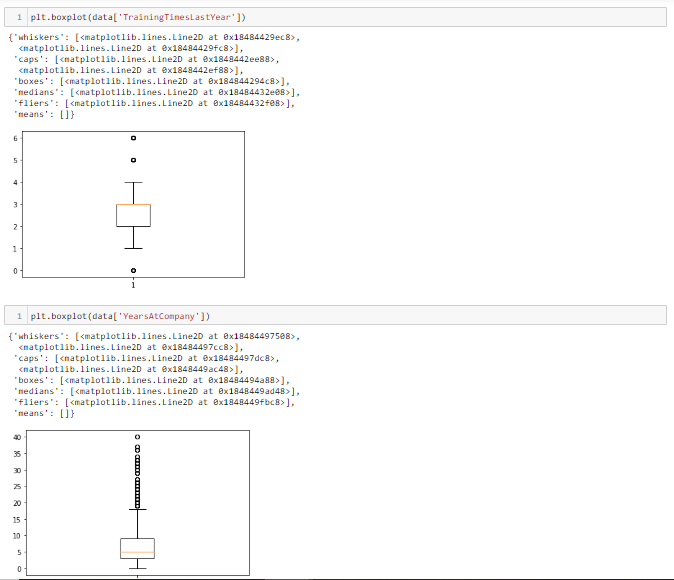 1 plt.boxplot(data['TrainingTimesLastYear'])
{'whiskers': [<matplotlib.lines.Line2D at 0x18484429ec8>,
<matplotlib.lines.Line2D at 0x18484429fc8>],
'caps': [<matplotlib.lines.Line2D at 0x1848442ee88>,
<matplotlib.lines.Line2D at 0x1848442ef88>],
'boxes': [<matplotlib.lines.Line2D at 0x184844294c8>],
'medians': [<matplotlib.lines.Line2D at 0x18484432e08>],
'fliers': [<matplotlib.lines.Line2D at 0x18484432f08>],
'means': []}
6
5
4
3
2
1
0
1
1 plt.boxplot(data['YearsAtCompany'])
{'whiskers': [<matplotlib.lines.Line2D at 0x18484497508>,
<matplotlib.lines.Line2D at 0x18484497cc8>],
'caps': [<matplotlib.lines.Line2D at 0x18484497dc8>,
<matplotlib.lines.Line2D at 0x1848449ac48>],
'boxes': [<matplotlib.lines.Line2D at 0x18484494a88>],
'medians': [<matplotlib.lines.Line2D at 0x1848449ad48>],
'fliers': [<matplotlib.lines.Line2D at 0x1848449fbc8>],
'means': []}
40
35
30
25
20
15
10
5
0